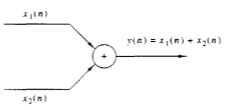 x₁(n)
y(n) = x₁(n) + x₂(n)
+
x₂(n)